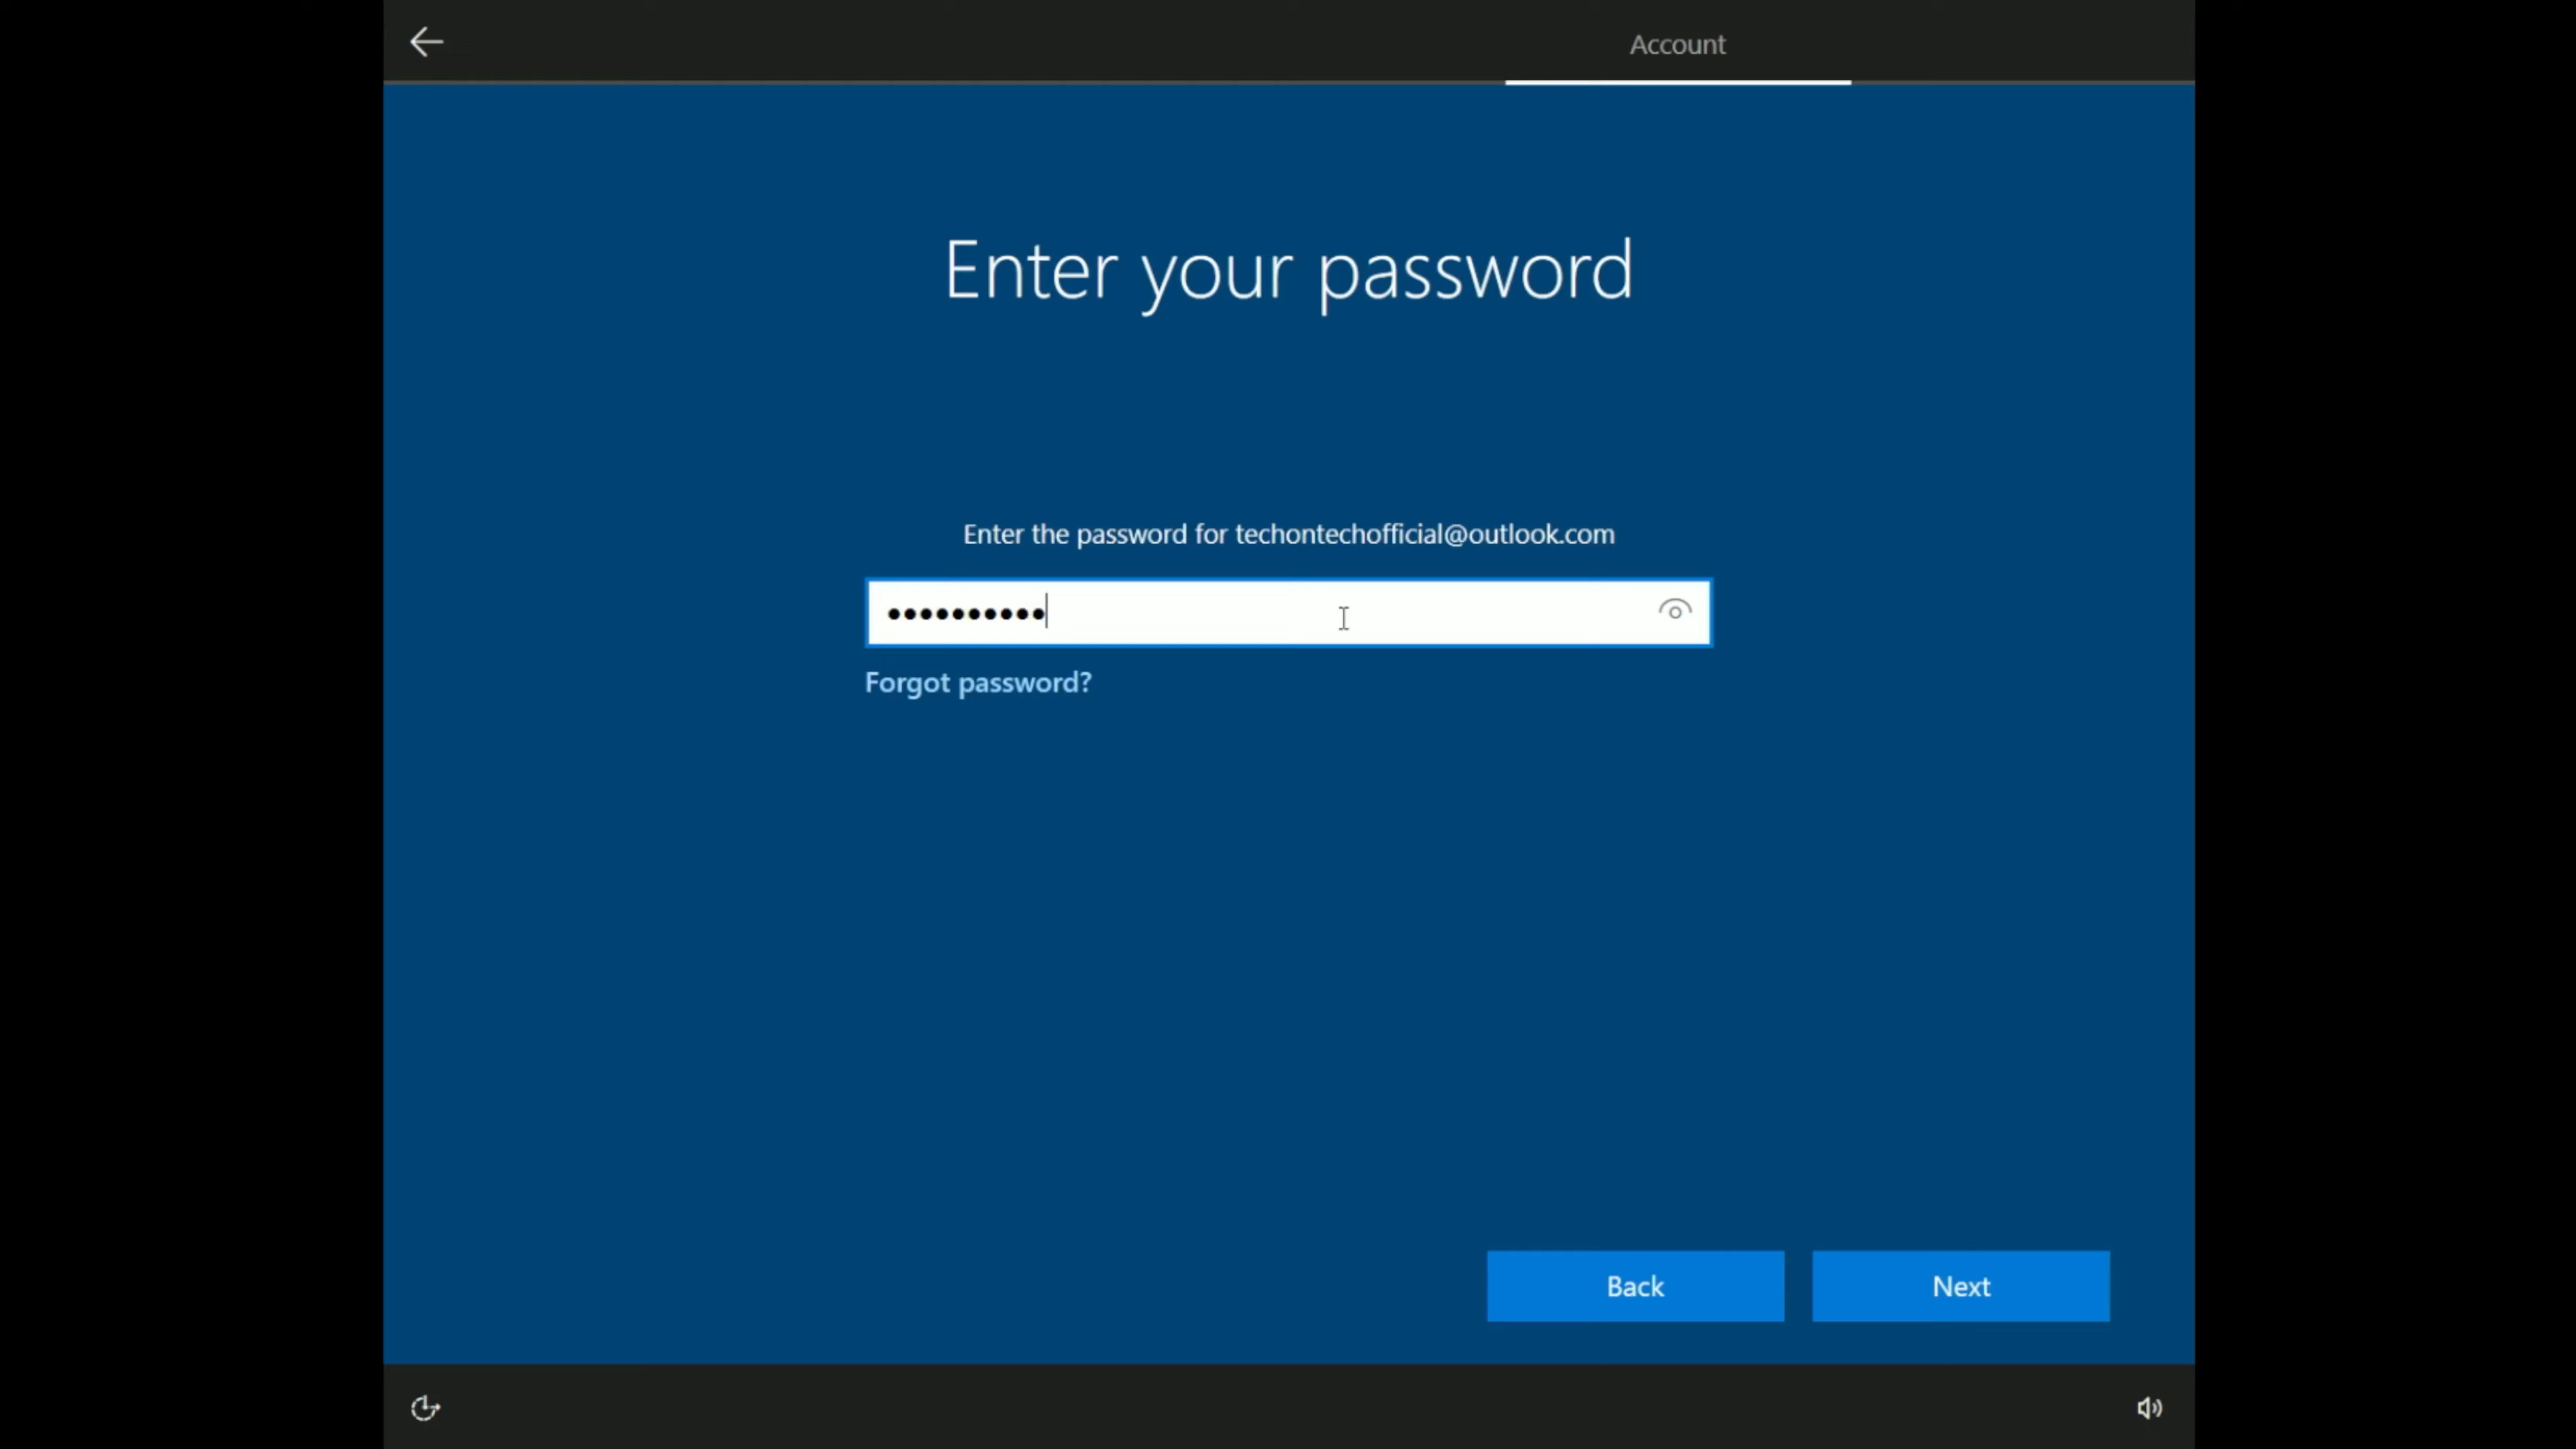 Account
Enter your password
Enter the password for techontechofficial@outlook.com
••••••••••
Forgot password?
Back
Next